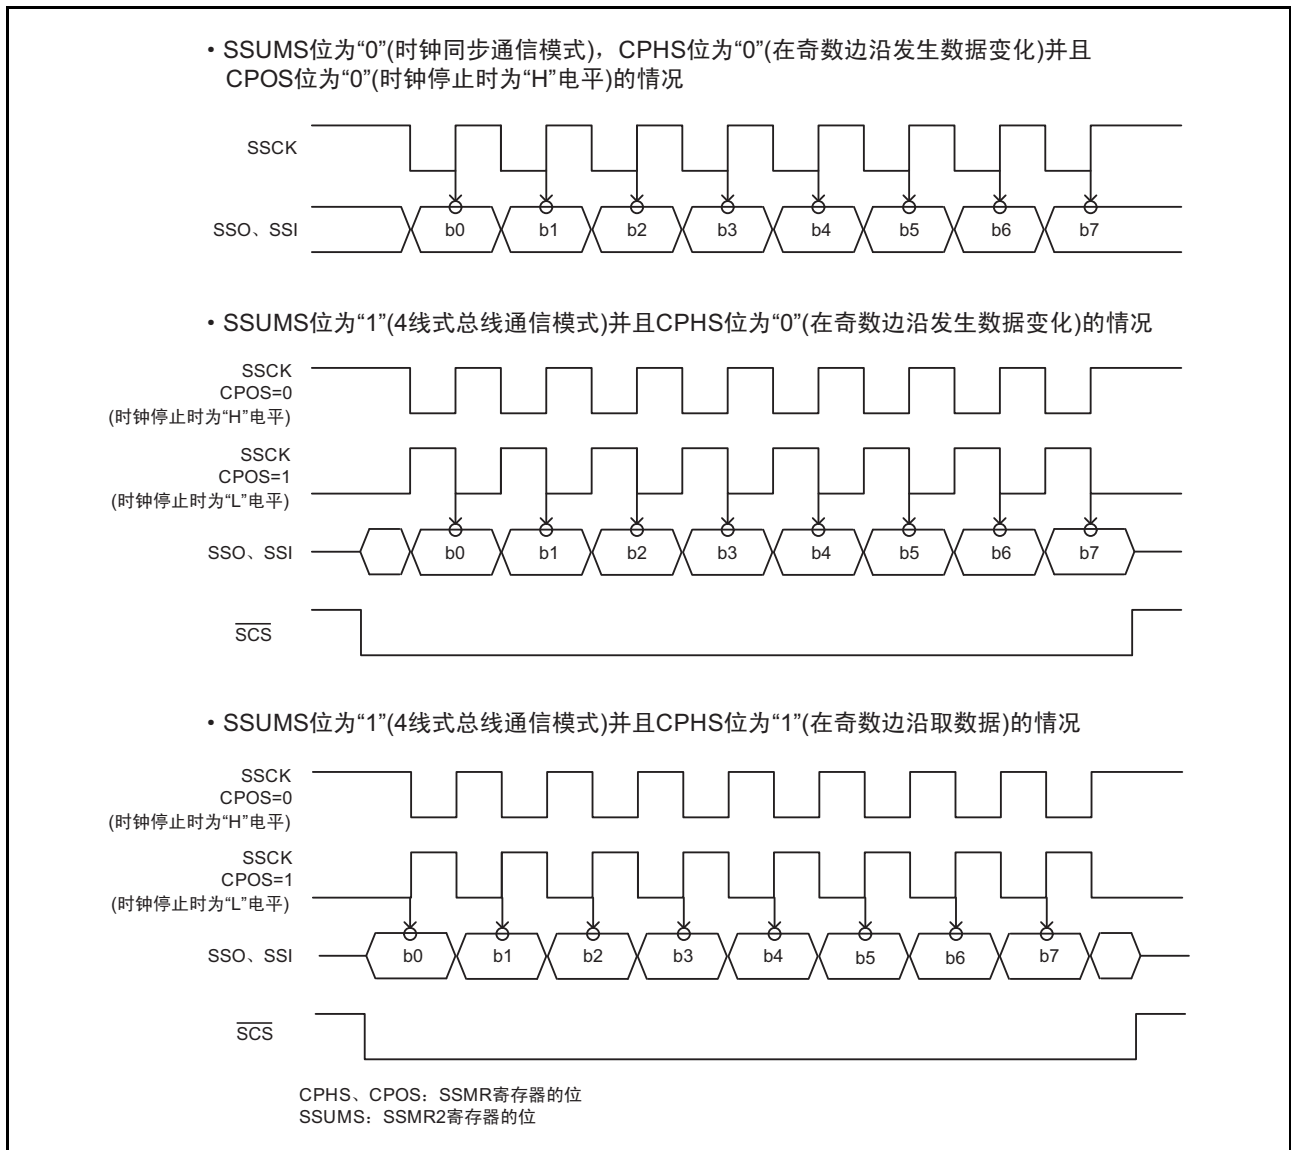 • SSUMS位为“0”(时钟同步通信模式)，CPHS位为“0”(在奇数边沿发生数据变化)并且
CPOS位为“0”(时钟停止时为“H”电平)的情况
SSCK
SSO、SSI
b0 b1 b2 b3 b4 b5 b6 b7
• SSUMS位为“1”(4线式总线通信模式)并且CPHS位为“0”(在奇数边沿发生数据变化)的情况
SSCK
CPOS=0
(时钟停止时为“H”电平)
SSCK
CPOS=1
(时钟停止时为“L”电平)
SSO、SSI
b0 b1 b2 b3 b4 b5 b6 b7
SCS
• SSUMS位为“1”(4线式总线通信模式)并且CPHS位为“1”(在奇数边沿取数据)的情况
SSCK
CPOS=0
(时钟停止时为“H”电平)
SSCK
CPOS=1
(时钟停止时为“L”电平)
SSO、SSI
b0 b1 b2 b3 b4 b5 b6 b7
SCS
CPHS、CPOS：SSMR寄存器的位
SSUMS：SSMR2寄存器的位